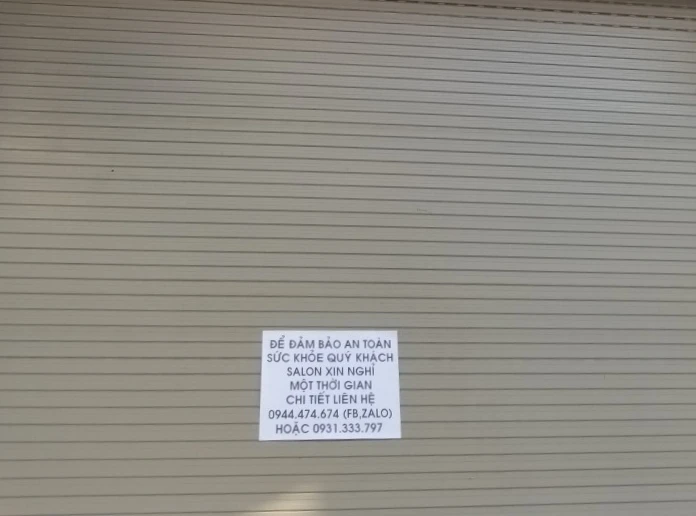 ĐỂ ĐẢM BẢO AN TOÀN
SỨC KHỎE QUÝ KHÁCH
SALON XIN NGHỈ
MỘT THỜI GIAN
CHI TIẾT LIÊN HỆ
0944.474.674 (FB,ZALO)
HOẶC 0931.333.797